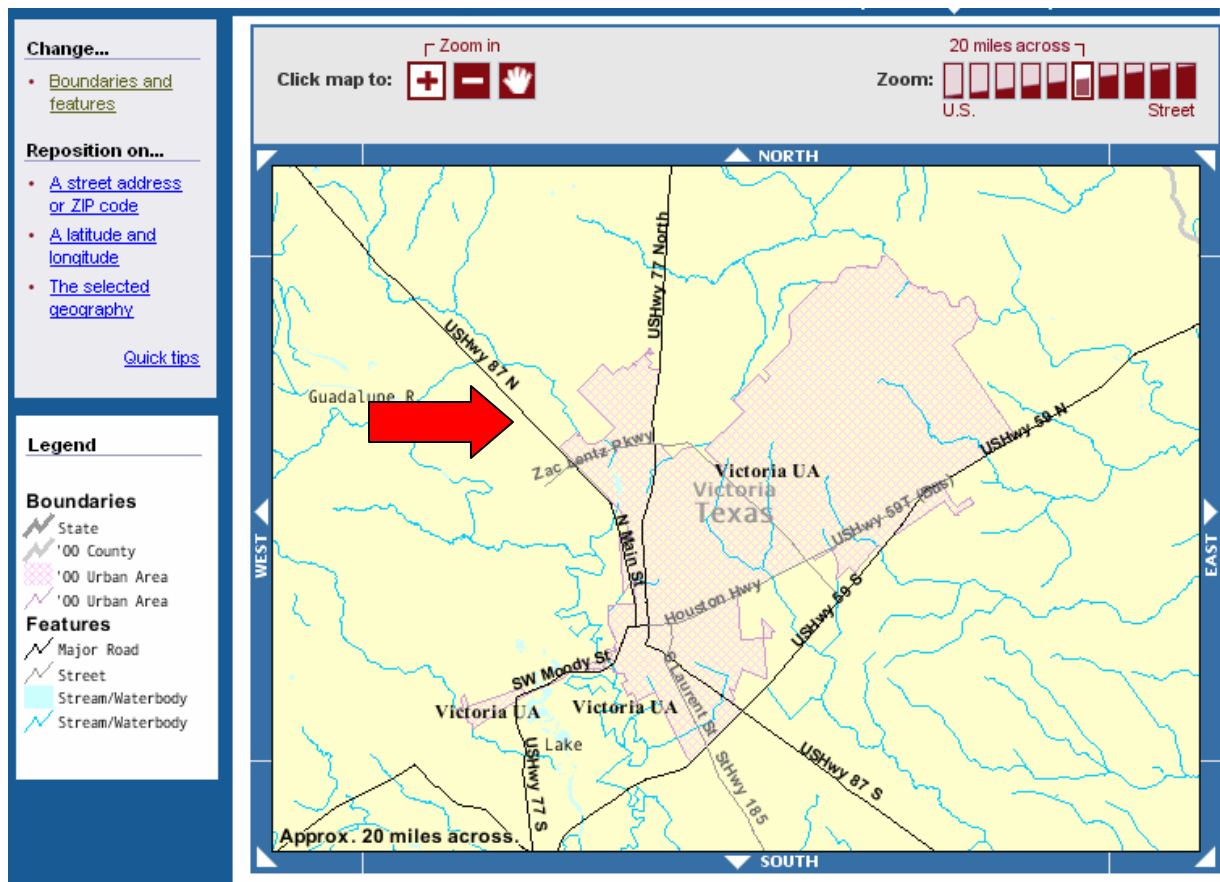 Change...
• Boundaries and
features
Reposition on...
• A street address
or ZIP code
• A latitude and
longitude
• The selected
geography
Quick tips
Legend
Boundaries
State
'00 County
'00 Urban Area
'00 Urban Area
Features
Major Road
Street
Stream/Waterbody
Stream/Waterbody
Zoom in
Click map to:
20 miles across
Zoom:
U.S.
Street
NORTH
WEST
EAST
SOUTH
USHwy 77 North
USHwy 87 N
Guadalupe R
Zac Lentz Pkwy
USHwy 59 N
Victoria UA
Victoria
Texas
USHwy 59T (Bus)
N Main St
Houston Hwy
USHwy 59 S
SW Moody St
S Laurent St
Victoria UA
Victoria UA
Lake
USHwy 77 S
StHwy 185
USHwy 87 S
Approx. 20 miles across.